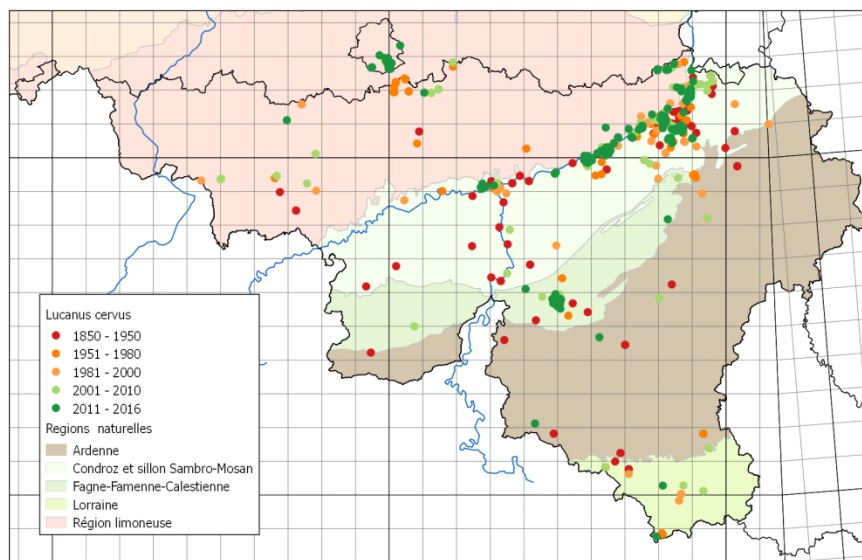 Lucanus cervus
1850 - 1950
1951 - 1980
1981 - 2000
2001 - 2010
2011 - 2016
Regions naturelles
Ardenne
Condroz et sillon Sambro-Mosan
Fagne-Famenne-Calestienne
Lorraine
Région limoneuse